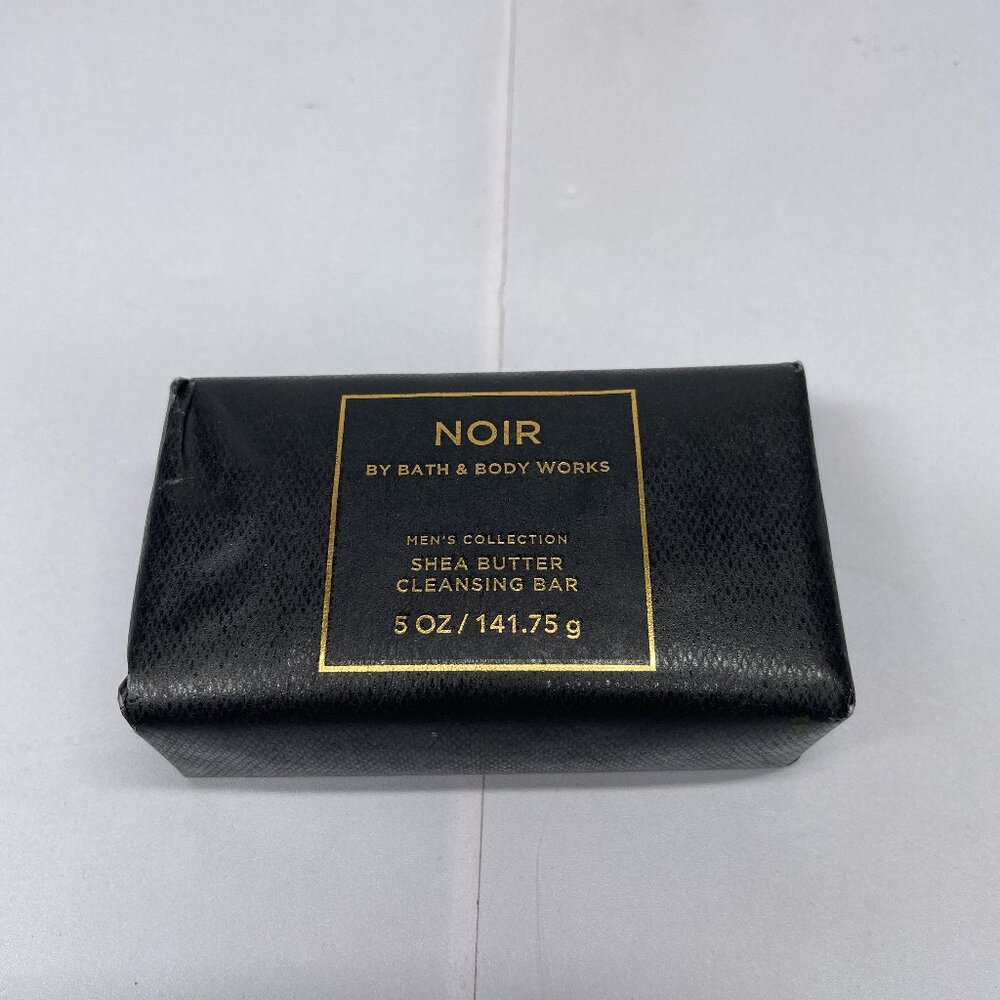 NOIR
BY BATH & BODY WORKS
MEN'S COLLECTION
SHEA BUTTER
CLEANSING BAR
5 OZ / 141.75 g